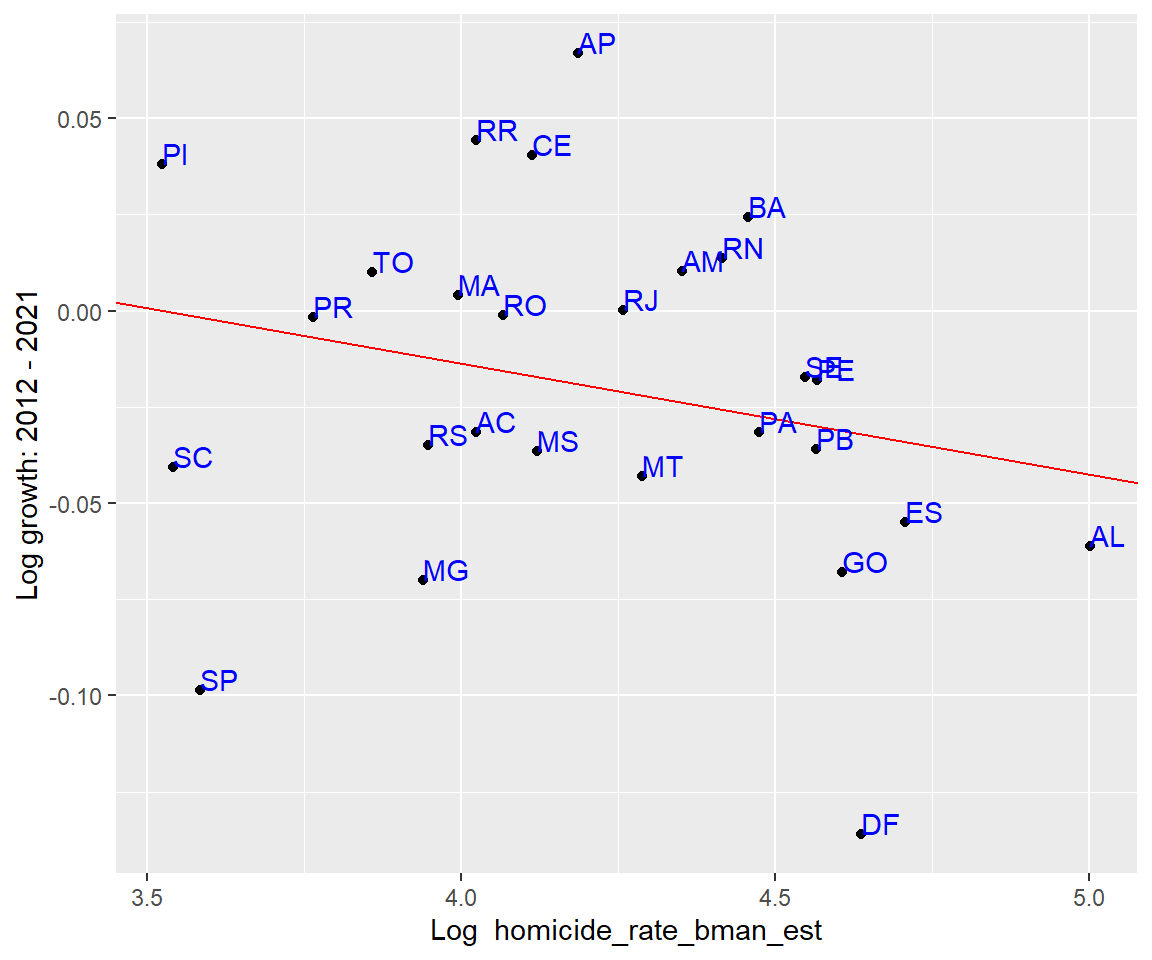 AP
0.05
RR
CE
PI
BA
RN
AM
TO
MA
RO
RJ
PR
0.00
SE
PE
AC
RS
MS
PA
PB
SC
MT
-0.05
ES
AL
MG
GO
SP
-0.10
DF
3.5
4.0
4.5
5.0
Log homicide_rate_bman_est
Log growth: 2012 - 2021